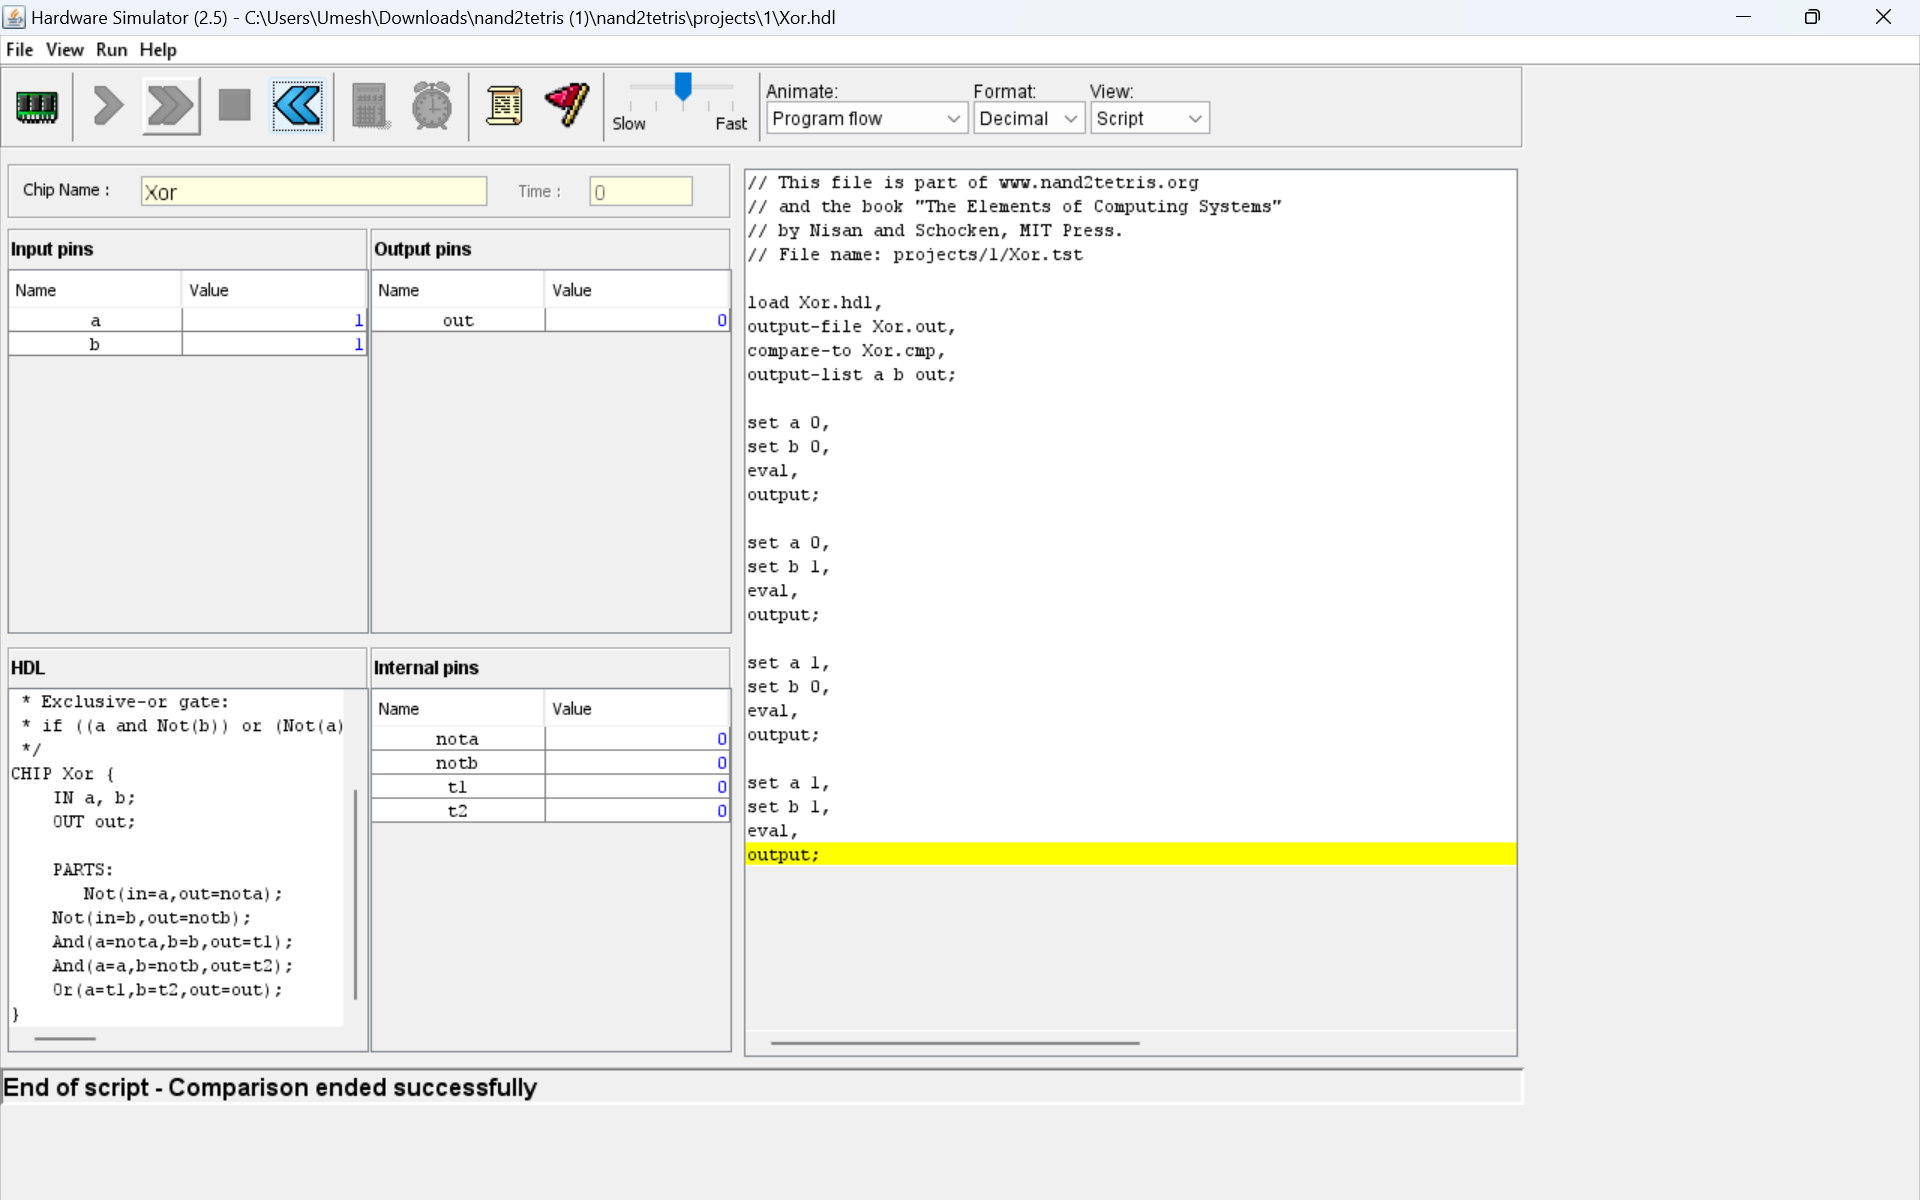 Hardware Simulator (2.5) - C:\Users\Umesh\Downloads\nand2tetris (1)\nand2tetris\projects\1\Xor.hdl
File View Run Help
Slow Fast
Animate: Format: View:
Program flow Decimal Script
Chip Name : Xor Time : 0
Input pins
Name Value
a 1
b 1
Output pins
Name Value
out 0
HDL
* Exclusive-or gate:
* if ((a and Not(b)) or (Not(a)
*/
CHIP Xor {
IN a, b;
OUT out;
PARTS:
Not(in=a,out=nota);
Not(in=b,out=notb);
And(a=nota,b=b,out=t1);
And(a=a,b=notb,out=t2);
Or(a=t1,b=t2,out=out);
}
Internal pins
Name Value
nota 0
notb 0
t1 0
t2 0
// This file is part of www.nand2tetris.org
// and the book "The Elements of Computing Systems"
// by Nisan and Schocken, MIT Press.
// File name: projects/1/Xor.tst
load Xor.hdl,
output-file Xor.out,
compare-to Xor.cmp,
output-list a b out;
set a 0,
set b 0,
eval,
output;
set a 0,
set b 1,
eval,
output;
set a 1,
set b 0,
eval,
output;
set a 1,
set b 1,
eval,
output;
End of script - Comparison ended successfully